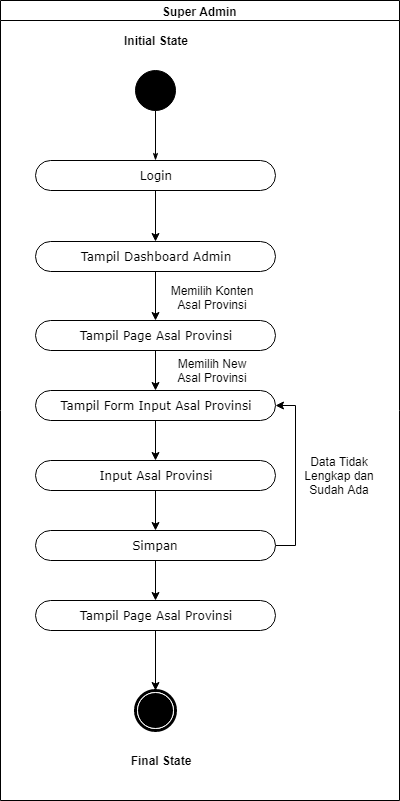 Super Admin
Initial State
Login
Tampil Dashboard Admin
Memilih Konten
Asal Provinsi
Tampil Page Asal Provinsi
Memilih New
Asal Provinsi
Tampil Form Input Asal Provinsi
Data Tidak
Lengkap dan
Sudah Ada
Input Asal Provinsi
Simpan
Tampil Page Asal Provinsi
Final State